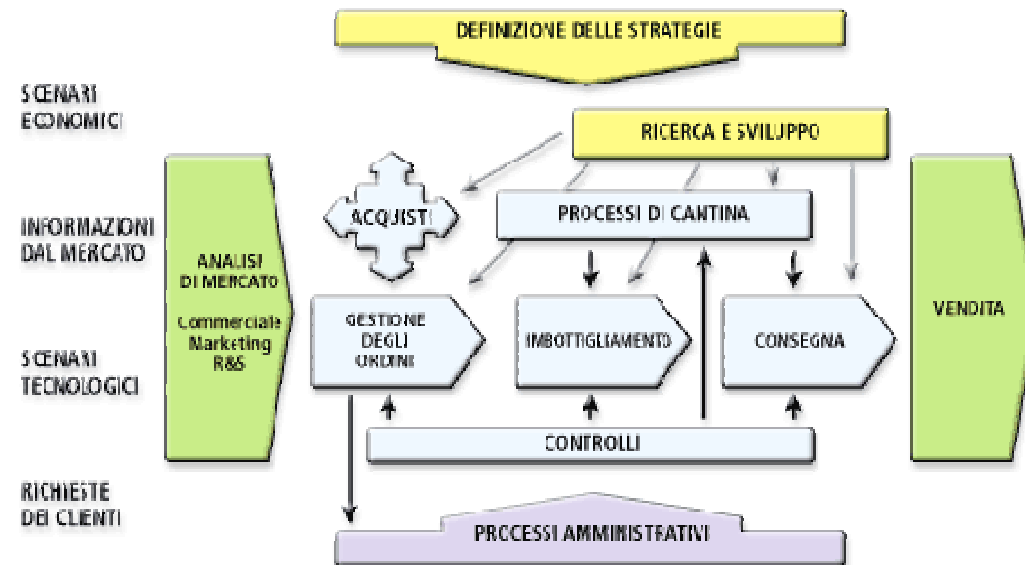 DEFINIZIONE DELLE STRATEGIE
SCENARI
ECONOMICI
RICERCA E SVILUPPO
INFORMAZIONI
DAL MERCATO
ACQUISTI
PROCESSI DI CANTINA
ANALISI
DI MERCATO
Commerciale
Marketing
R&S
GESTIONE
DEGLI
ORDINI
IMBOTTIGLIAMENTO
CONSEGNA
VENDITA
SCENARI
TECNOLOGICI
CONTROLLI
RICHIESTE
DEI CLIENTI
PROCESSI AMMINISTRATIVI